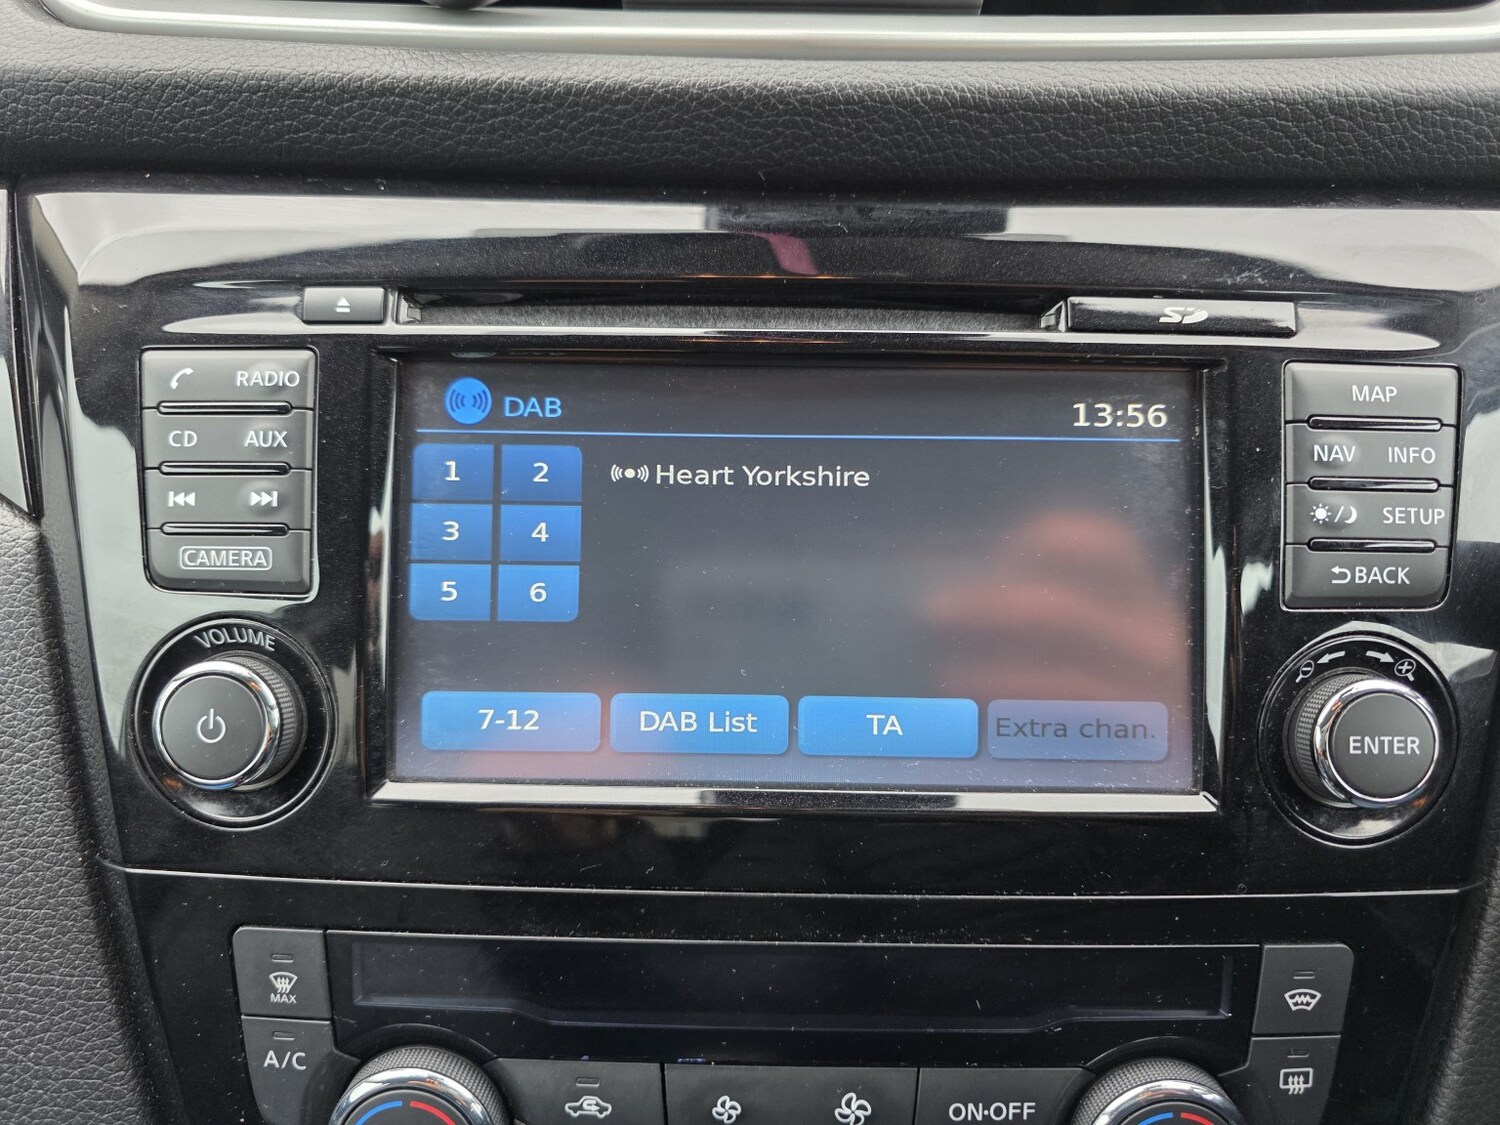 SD
RADIO
CD AUX
CAMERA
VOLUME
DAB 13:56
1 2
Heart Yorkshire
3 4
5 6
7-12 DAB List TA Extra chan.
MAP
NAV INFO
SETUP
BACK
ENTER
MAX
A/C
ON•OFF